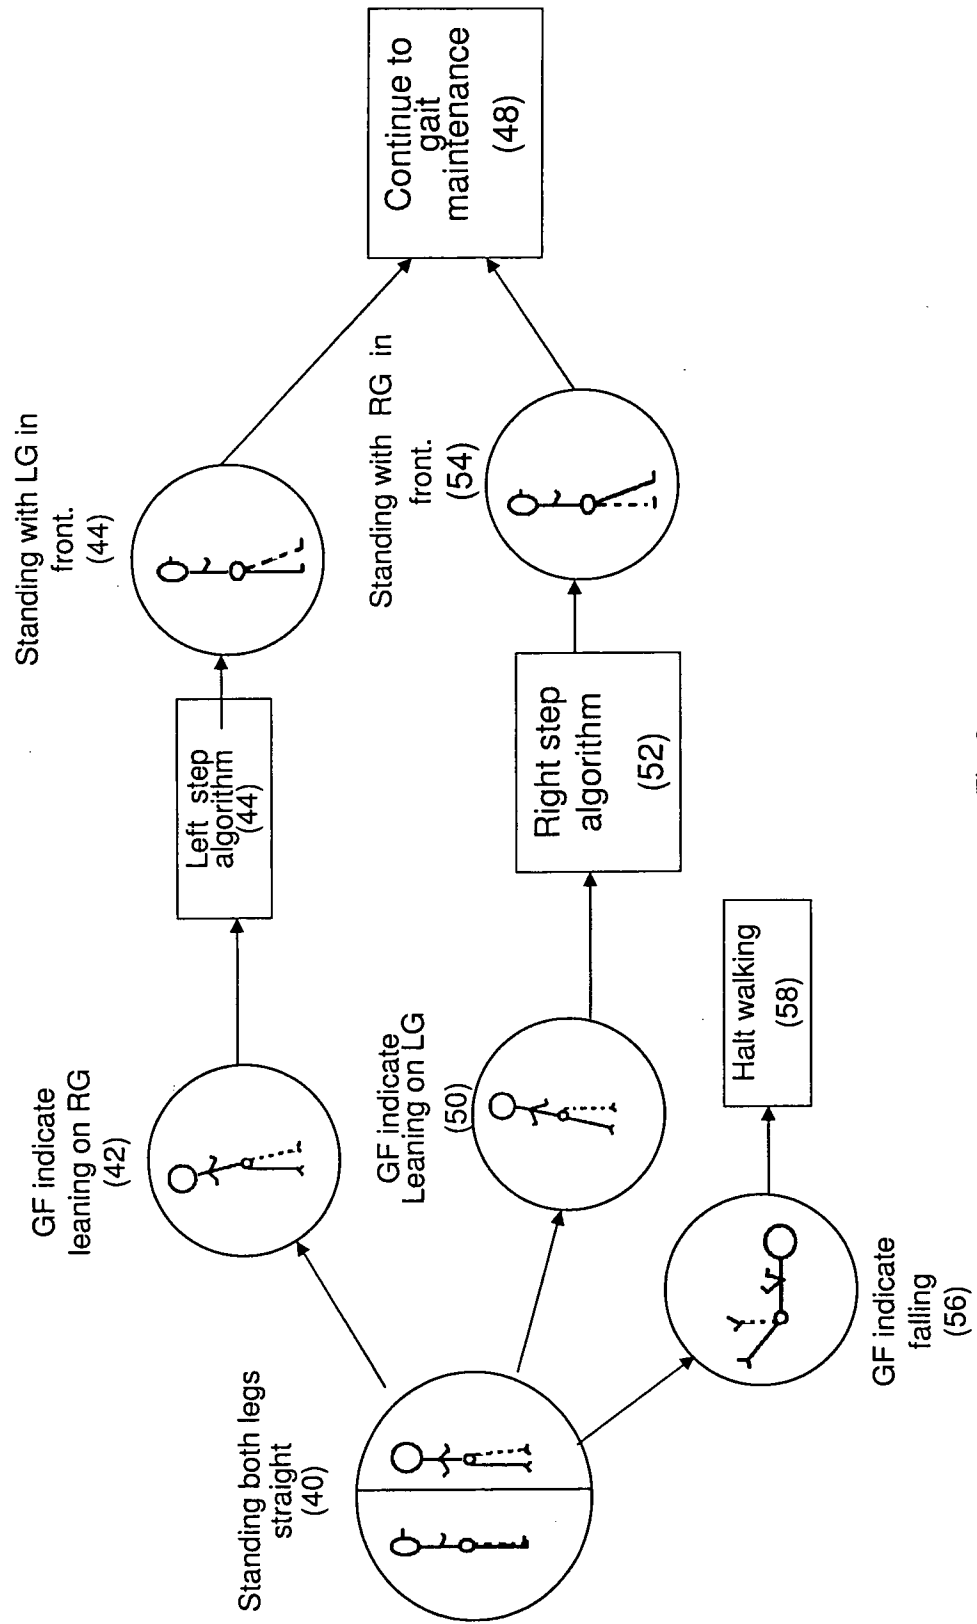 Standing both legs
straight
(40)
GF indicate
leaning on RG
(42)
Left step
algorithm
(44)
Standing with LG in
front.
(44)
GF indicate
Leaning on LG
(50)
Right step
algorithm
(52)
Standing with RG in
front.
(54)
Continue to
gait
maintenance
(48)
GF indicate
falling
(56)
Halt walking
(58)